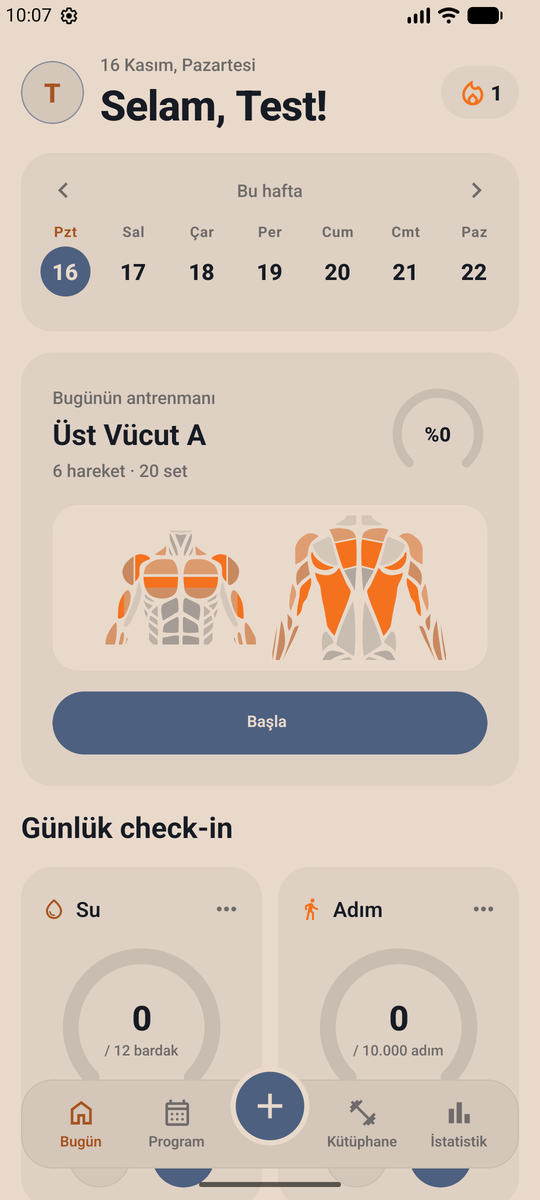 10:07
T
16 Kasım, Pazartesi
Selam, Test!
1
Bu hafta
Pzt Sal Çar Per Cum Cmt Paz
16 17 18 19 20 21 22
Bugünün antrenmanı
Üst Vücut A
6 hareket · 20 set
%0
Başla
Günlük check-in
Su
Adım
0
/ 12 bardak
0
/ 10.000 adım
Bugün
Program
Kütüphane
İstatistik